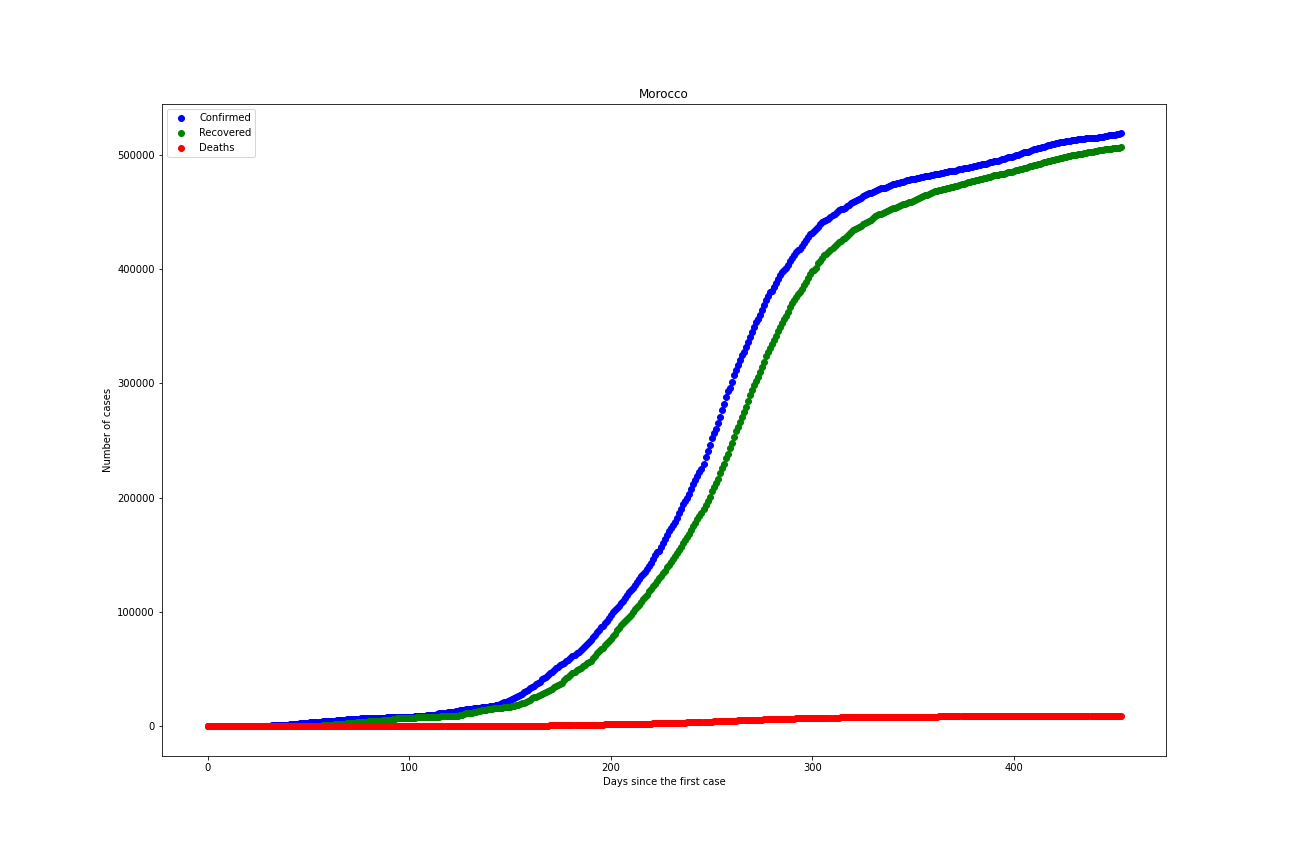 Morocco
Confirmed
Recovered
Deaths
500000
400000
300000
200000
100000
0
Number of cases
0 100 200 300 400
Days since the first case